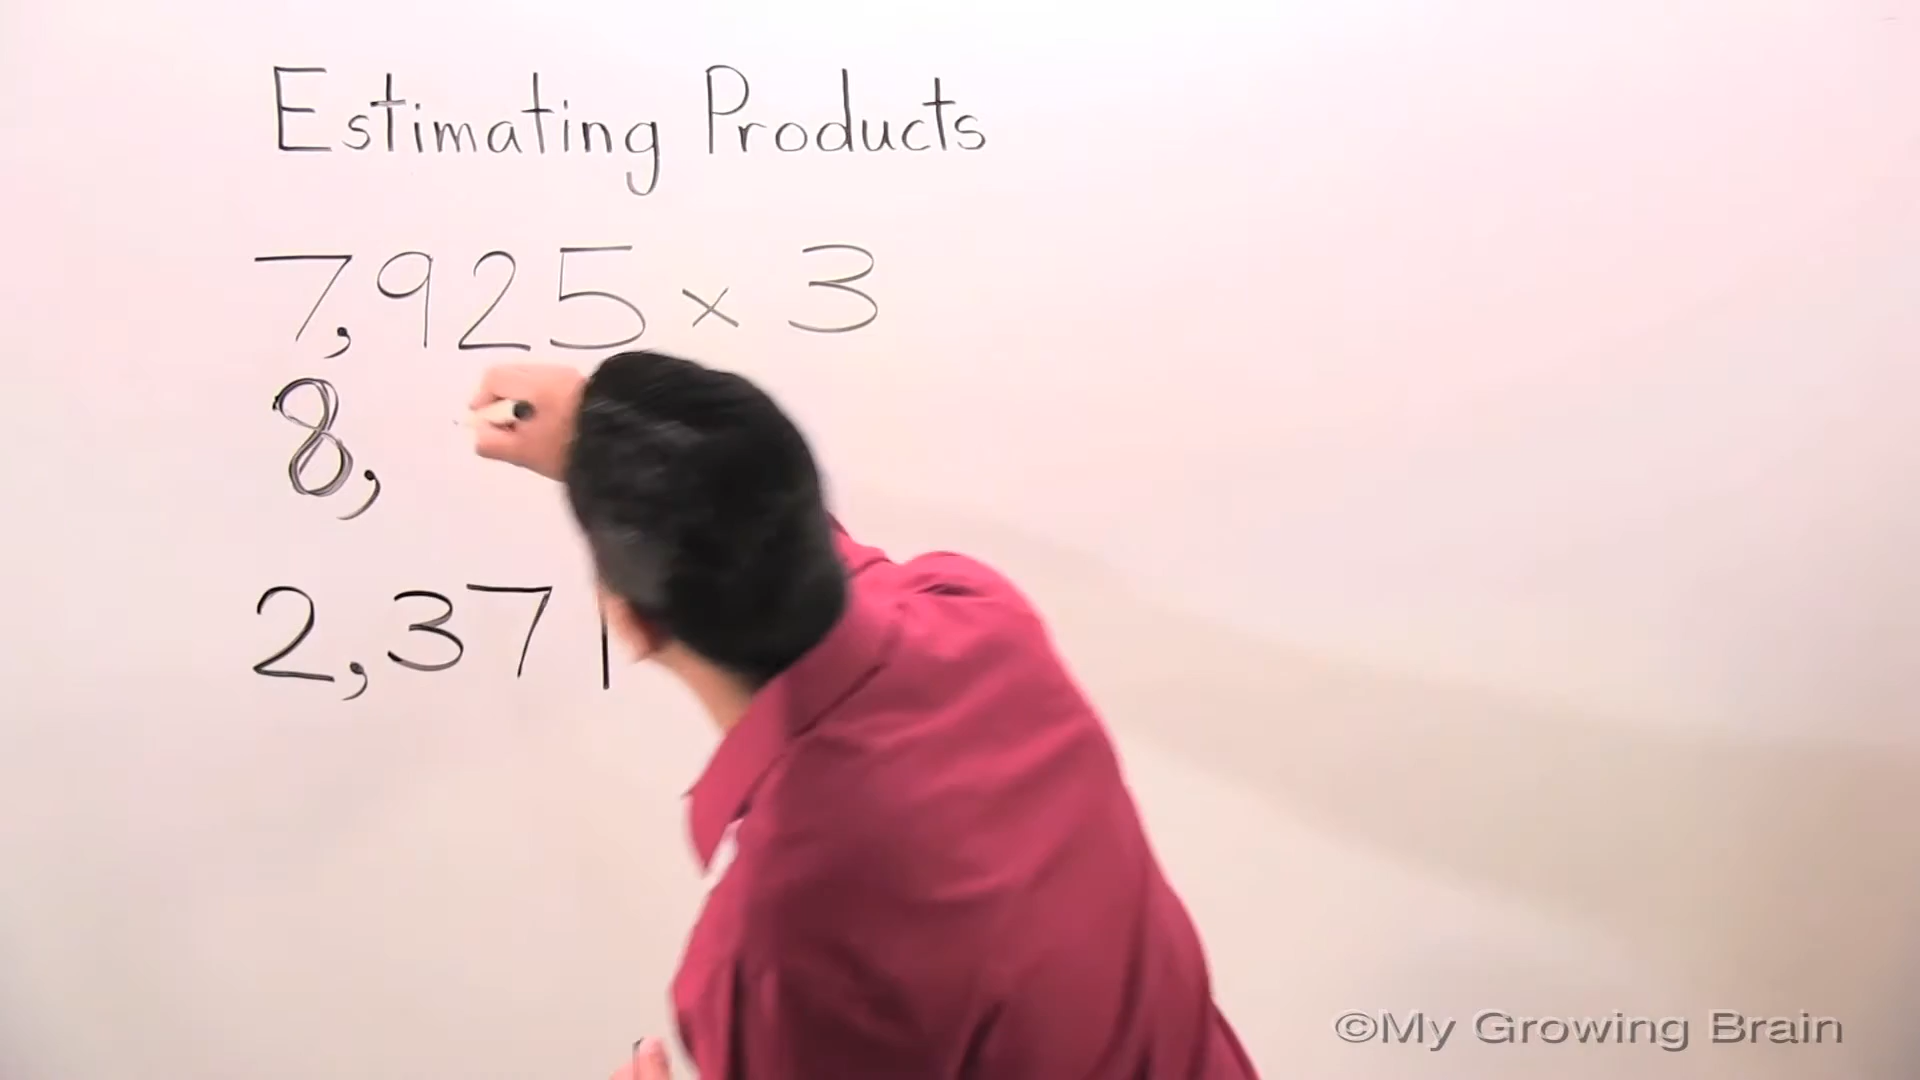 Estimating Products
7,925 × 3
8,
2,371
©My Growing Brain